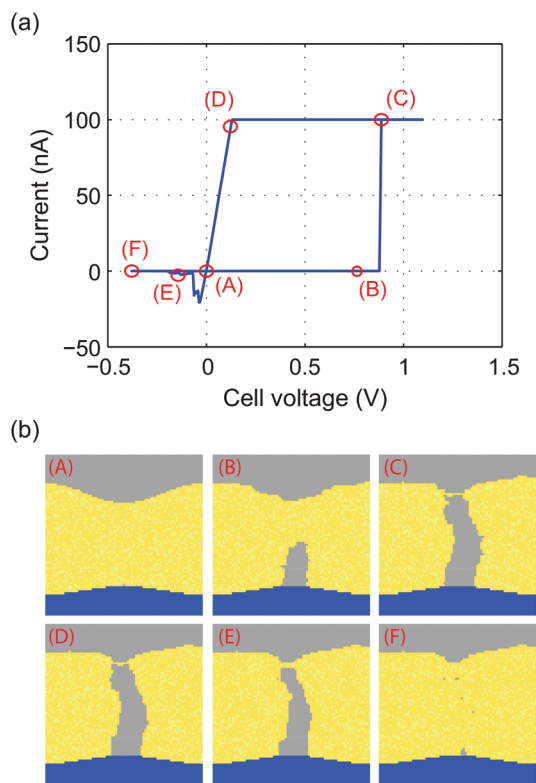 (a)
150
100
50
0
−50
Current (nA)
(D)
(C)
(F)
(E)
(A)
(B)
−0.5
0
0.5
1
1.5
Cell voltage (V)
(b)
(A)
(B)
(C)
(D)
(E)
(F)